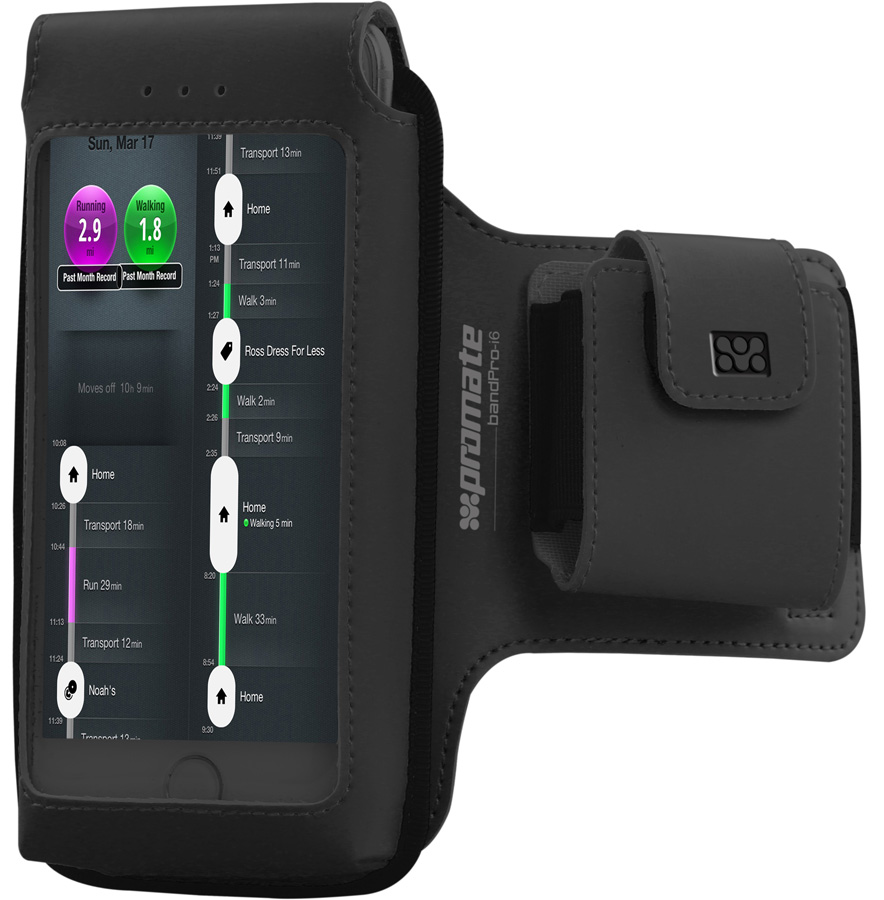 Sun, Mar 17
Running
2.9
mi
Past Month Record
Walking
1.8
mi
Past Month Record
Moves off 10h 9min
10:08
Home
10:26
Transport 18min
10:44
Run 29min
11:13
Transport 12min
11:24
Noah's
11:39
Transport 13min
11:39
Transport 13min
11:51
Home
1:13
PM
Transport 11min
1:24
Walk 3min
1:27
Ross Dress For Less
2:24
Walk 2min
2:26
Transport 9min
2:35
Home
Walking 5 min
8:20
Walk 33min
8:54
Home
9:30
promate
bandPro-i6